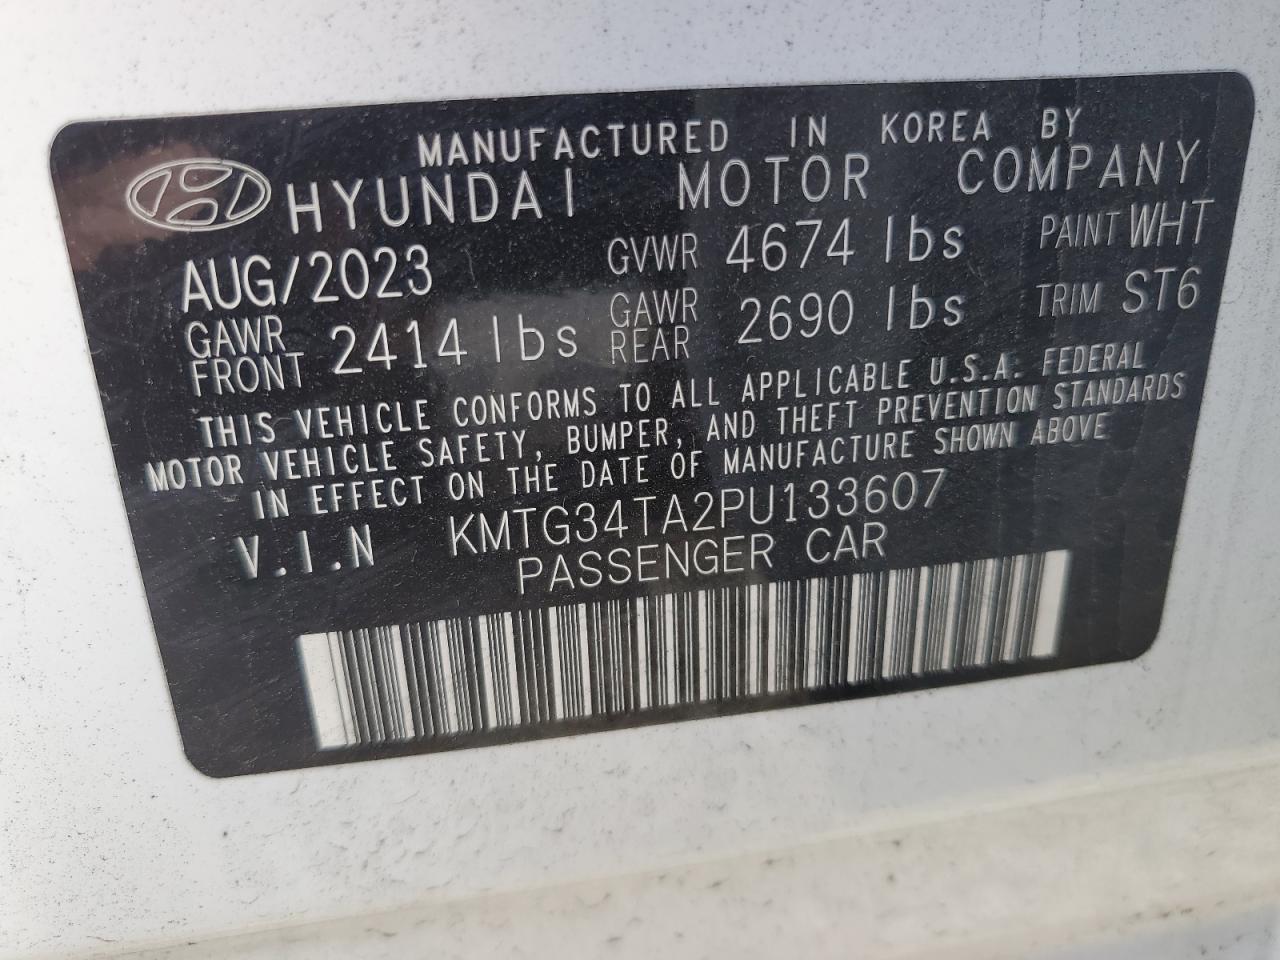 MANUFACTURED IN KOREA BY
HYUNDAI MOTOR COMPANY
AUG/2023 GVWR 4674 lbs PAINT WHT
GAWR FRONT 2414 lbs GAWR REAR 2690 lbs TRIM ST6
THIS VEHICLE CONFORMS TO ALL APPLICABLE U.S.A. FEDERAL
MOTOR VEHICLE SAFETY, BUMPER, AND THEFT PREVENTION STANDARDS
IN EFFECT ON THE DATE OF MANUFACTURE SHOWN ABOVE
V.I.N KMTG34TA2PU133607
PASSENGER CAR